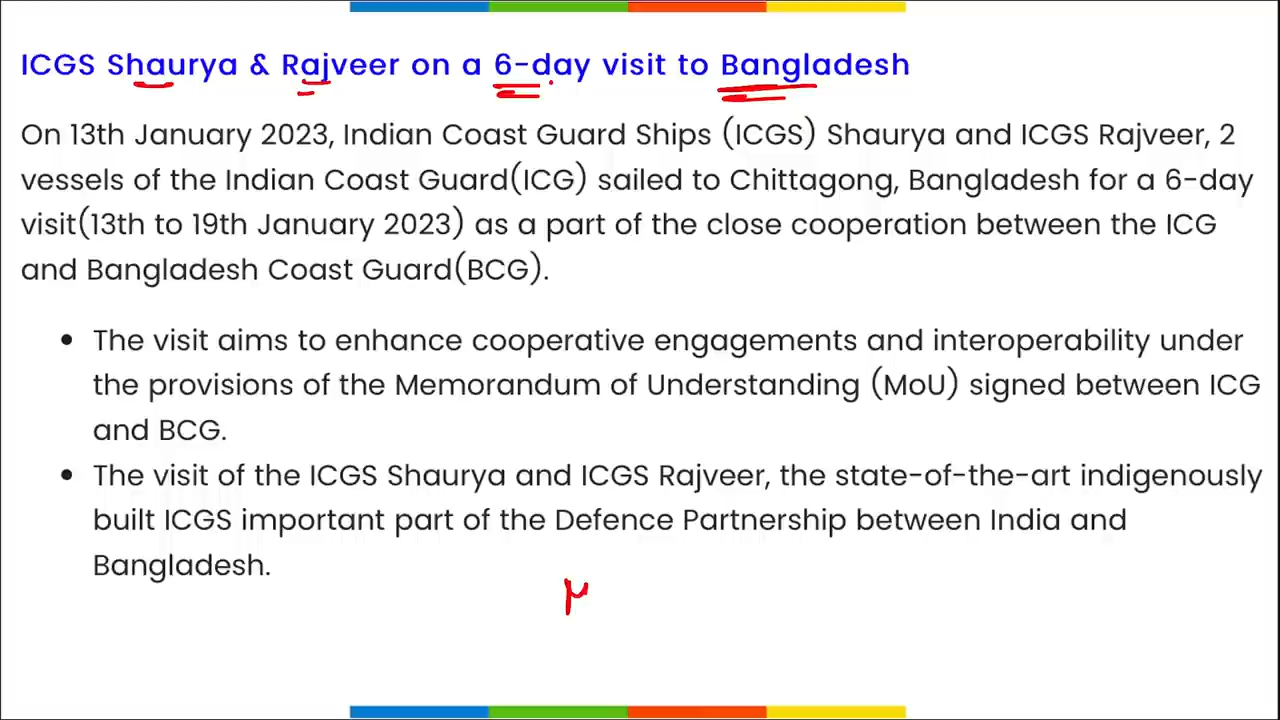 ICGS Shaurya & Rajveer on a 6-day visit to Bangladesh
On 13th January 2023, Indian Coast Guard Ships (ICGS) Shaurya and ICGS Rajveer, 2
vessels of the Indian Coast Guard(ICG) sailed to Chittagong, Bangladesh for a 6-day
visit(13th to 19th January 2023) as a part of the close cooperation between the ICG
and Bangladesh Coast Guard(BCG).
• The visit aims to enhance cooperative engagements and interoperability under
the provisions of the Memorandum of Understanding (MoU) signed between ICG
and BCG.
• The visit of the ICGS Shaurya and ICGS Rajveer, the state-of-the-art indigenously
built ICGS important part of the Defence Partnership between India and
Bangladesh.